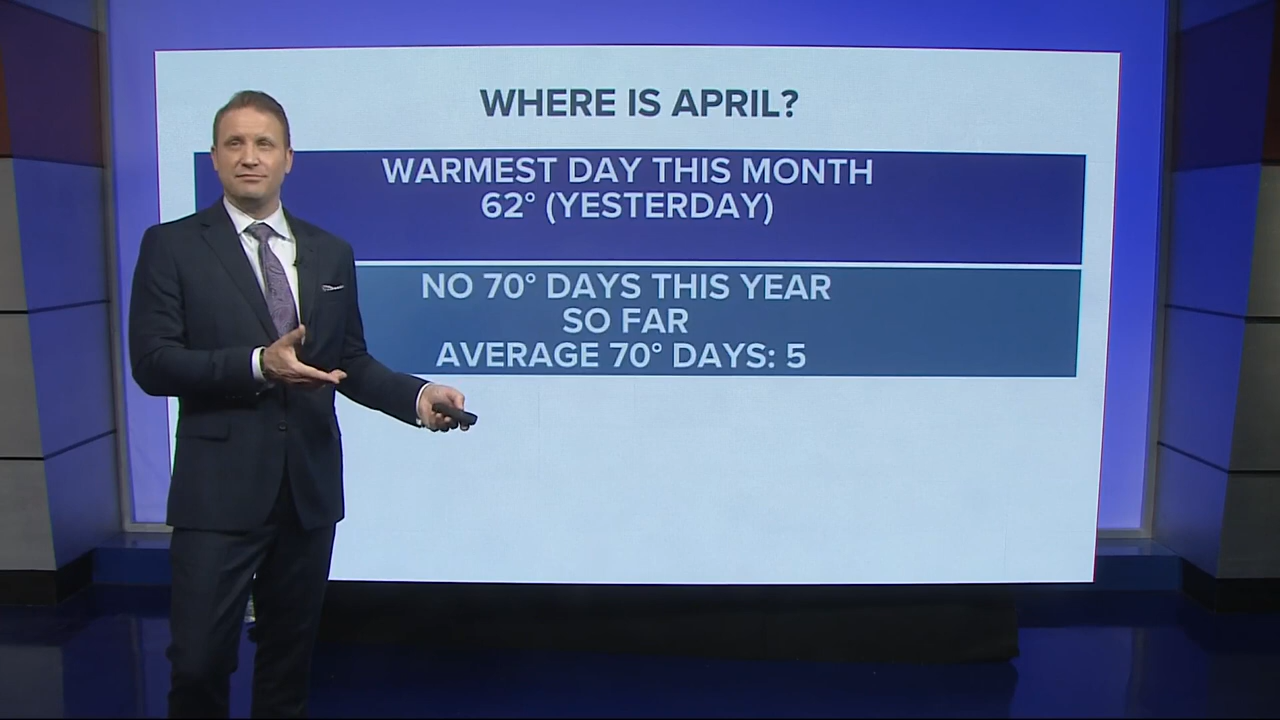 WHERE IS APRIL?
WARMEST DAY THIS MONTH
62° (YESTERDAY)
NO 70° DAYS THIS YEAR
SO FAR
AVERAGE 70° DAYS: 5